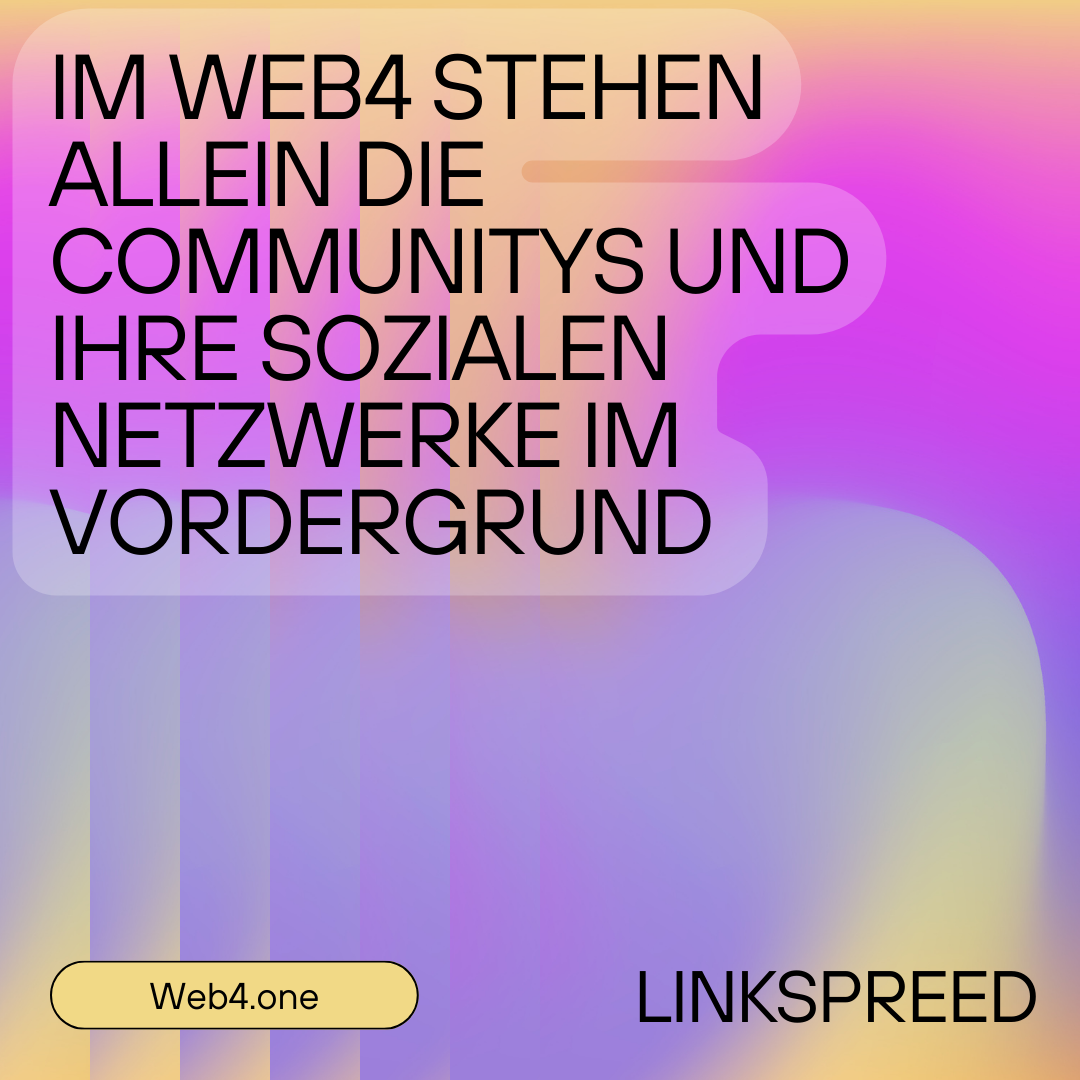 IM WEB4 STEHEN
ALLEIN DIE
COMMUNITYS UND
IHRE SOZIALEN
NETZWERKE IM
VORDERGRUND
Web4.one
LINKSPREED